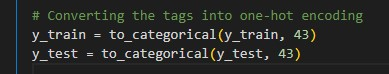 # Converting the tags into one-hot encoding
y_train = to_categorical(y_train, 43)
y_test = to_categorical(y_test, 43)